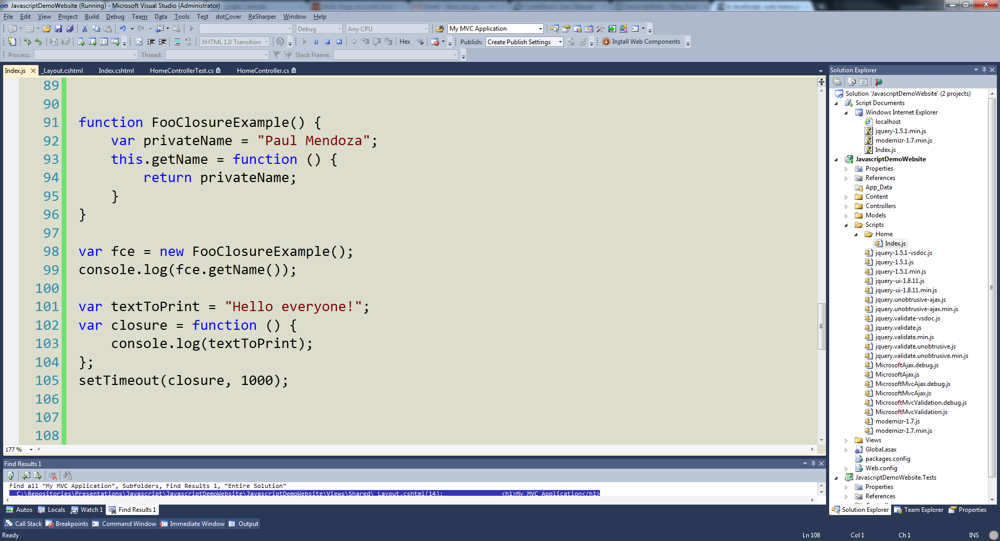 JavascriptDemoWebsite (Running) - Microsoft Visual Studio (Administrator)
File Edit View Project Build Debug Team Data Tools Test dotCover ReSharper Window Help
Debug Any CPU My MVC Application
XHTML 1.0 Transition Hex Publish: Create Publish Settings Install Web Components
Process: Thread: Stack Frame:
Index.js _Layout.cshtml Index.cshtml HomeControllerTest.cs HomeController.cs
89
90
91 function FooClosureExample() {
92 var privateName = "Paul Mendoza";
93 this.getName = function () {
94 return privateName;
95 }
96 }
97
98 var fce = new FooClosureExample();
99 console.log(fce.getName());
100
101 var textToPrint = "Hello everyone!";
102 var closure = function () {
103 console.log(textToPrint);
104 };
105 setTimeout(closure, 1000);
106
107
108
177 %
Find Results 1
Find all "My MVC Application", Subfolders, Find Results 1, "Entire Solution"
C:\Repositories\Presentations\Javascript\JavascriptDemoWebsite\JavascriptDemoWebsite\Views\Shared\_Layout.cshtml(14): <h1>My MVC Application</h1>
Autos Locals Watch 1 Find Results 1
Call Stack Breakpoints Command Window Immediate Window Output
Ready Ln 108 Col 1 Ch 1 INS
Solution Explorer
Solution 'JavascriptDemoWebsite' (2 projects)
Script Documents
Windows Internet Explorer
localhost
jquery-1.5.1.min.js
modernizr-1.7.min.js
Index.js
JavascriptDemoWebsite
Properties
References
App_Data
Content
Controllers
Models
Scripts
Home
Index.js
jquery-1.5.1-vsdoc.js
jquery-1.5.1.js
jquery-1.5.1.min.js
jquery-ui-1.8.11.js
jquery-ui-1.8.11.min.js
jquery.unobtrusive-ajax.js
jquery.unobtrusive-ajax.min.js
jquery.validate-vsdoc.js
jquery.validate.js
jquery.validate.min.js
jquery.validate.unobtrusive.js
jquery.validate.unobtrusive.min.js
MicrosoftAjax.debug.js
MicrosoftAjax.js
MicrosoftMvcAjax.debug.js
MicrosoftMvcAjax.js
MicrosoftMvcValidation.debug.js
MicrosoftMvcValidation.js
modernizr-1.7.js
modernizr-1.7.min.js
Views
Global.asax
packages.config
Web.config
JavascriptDemoWebsite.Tests
Properties
References
Solution Explorer Team Explorer Properties